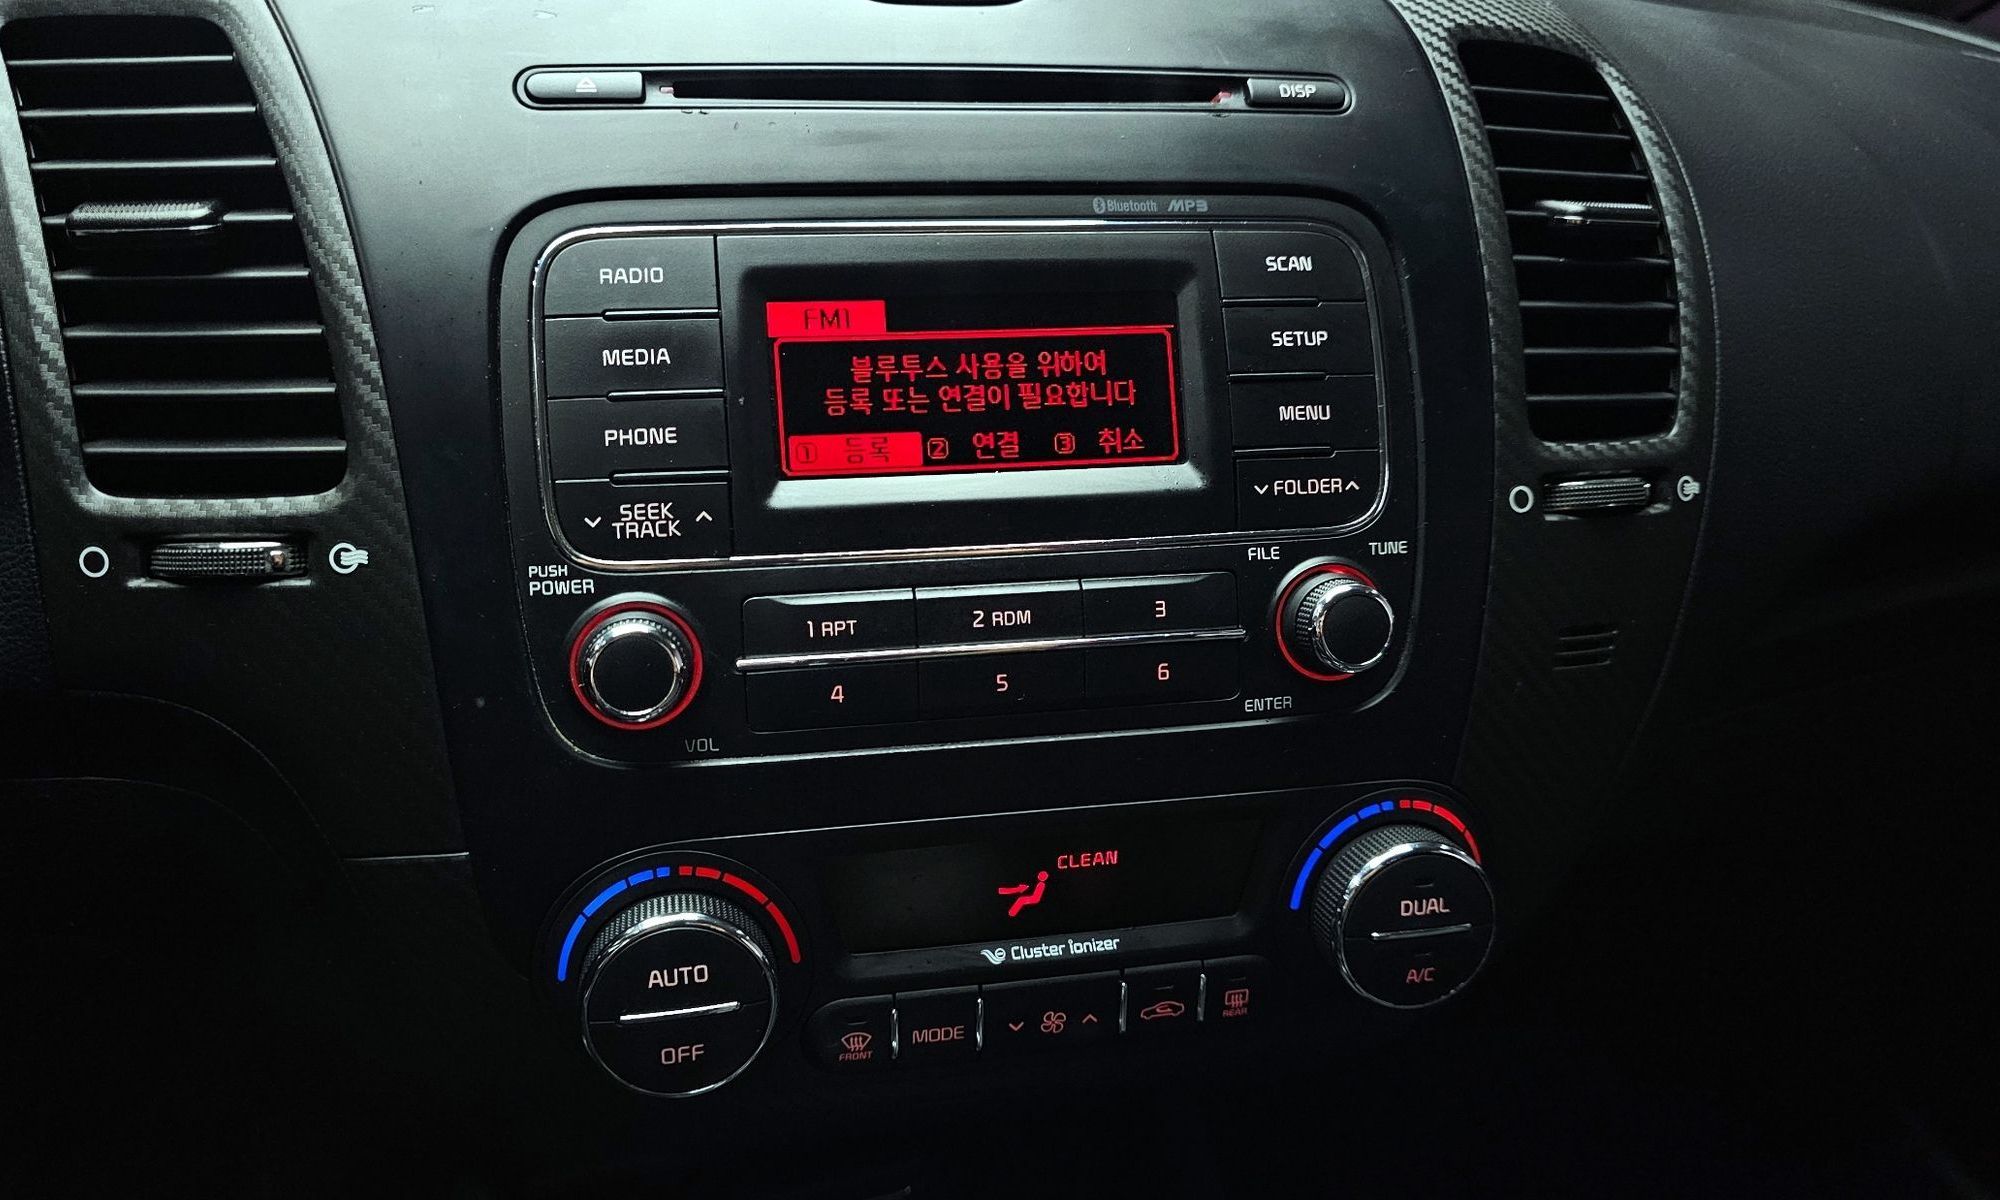 DISP
Bluetooth MP3
RADIO
MEDIA
PHONE
SEEK
TRACK
FM1
블루투스 사용을 위하여
등록 또는 연결이 필요합니다
1 등록 2 연결 3 취소
SCAN
SETUP
MENU
FOLDER
PUSH
POWER
VOL
1 RPT
2 RDM
3
4
5
6
FILE
TUNE
ENTER
CLEAN
Cluster ionizer
AUTO
OFF
FRONT
MODE
REAR
DUAL
A/C